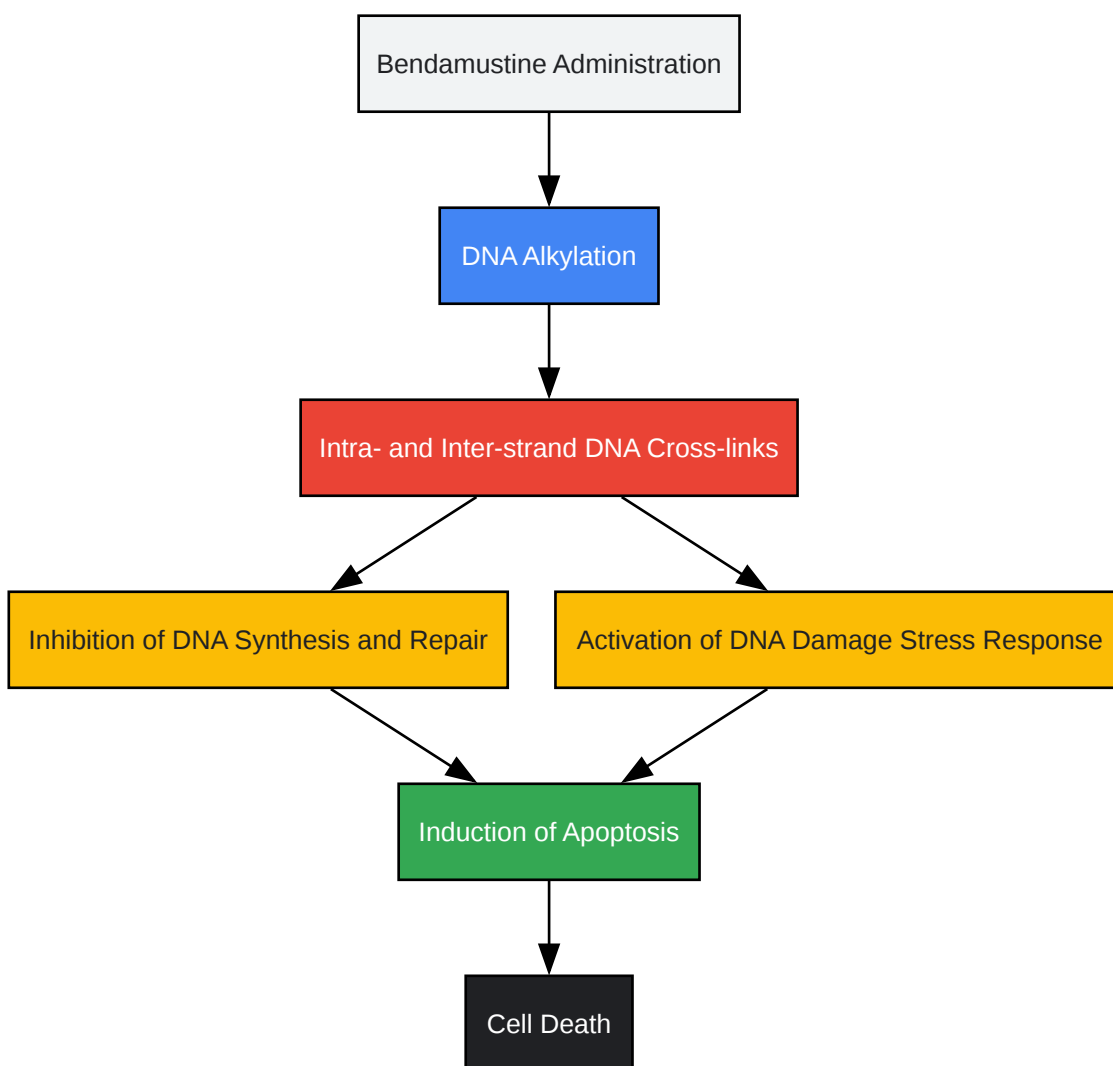 Bendamustine Administration
DNA Alkylation
Intra- and Inter-strand DNA Cross-links
Inhibition of DNA Synthesis and Repair
Activation of DNA Damage Stress Response
Induction of Apoptosis
Cell Death